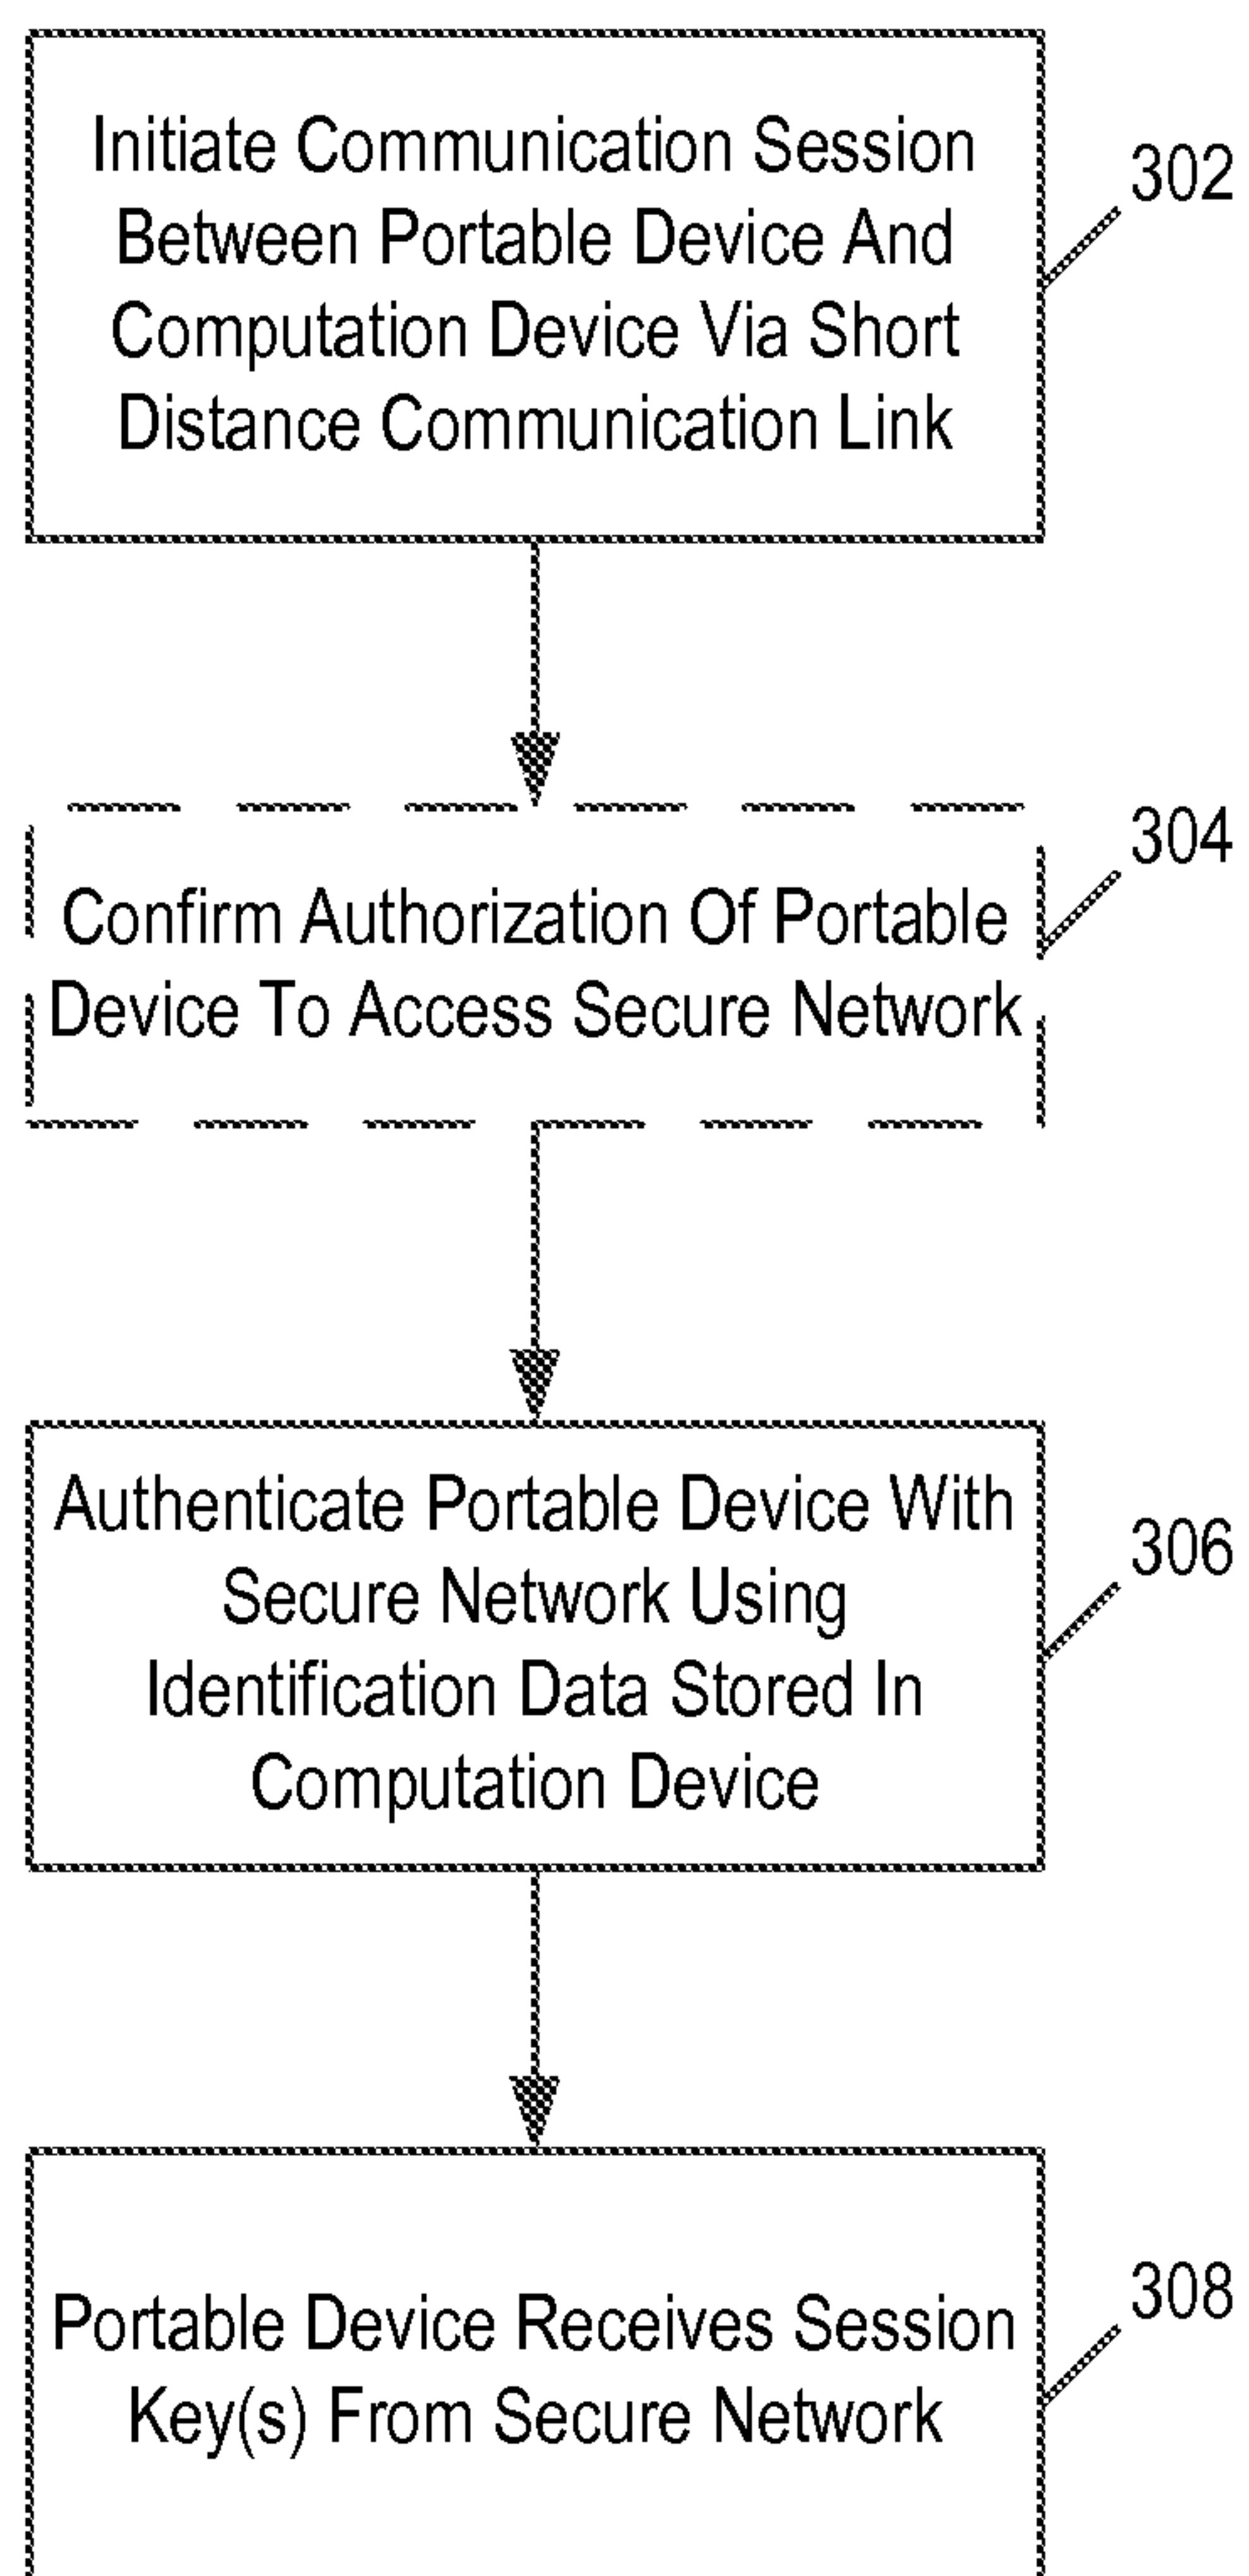 Initiate Communication Session
Between Portable Device And
Computation Device Via Short
Distance Communication Link
302
Confirm Authorization Of Portable
Device To Access Secure Network
304
Authenticate Portable Device With
Secure Network Using
Identification Data Stored In
Computation Device
306
Portable Device Receives Session
Key(s) From Secure Network
308